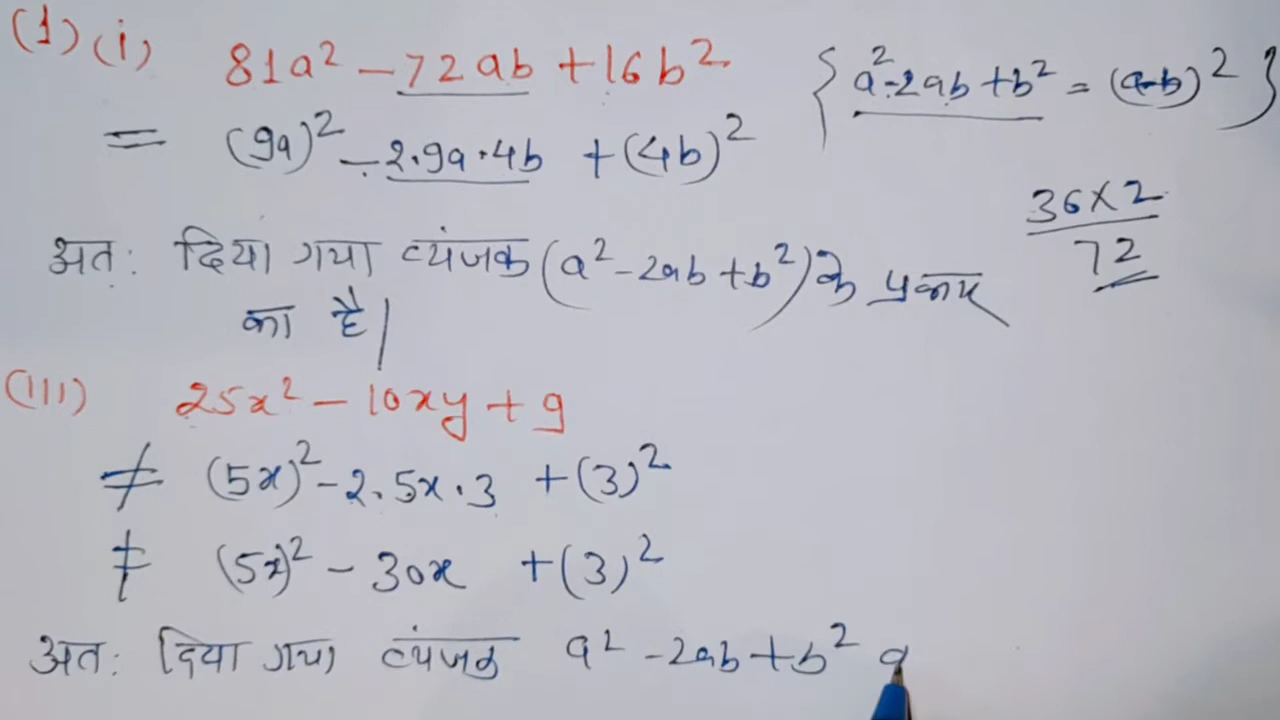 (1) (i) 81a² - 72ab + 16b² { a² - 2ab + b² = (a-b)² }
= (9a)² - 2·9a·4b + (4b)²
36×2
72
अतः दिया गया व्यंजक (a² - 2ab + b²) के प्रकार
का है|
(III) 25x² - 10xy + 9
≠ (5x)² - 2.5x.3 + (3)²
≠ (5x)² - 30x + (3)²
अतः दिया गया व्यंजक a² - 2ab + b²